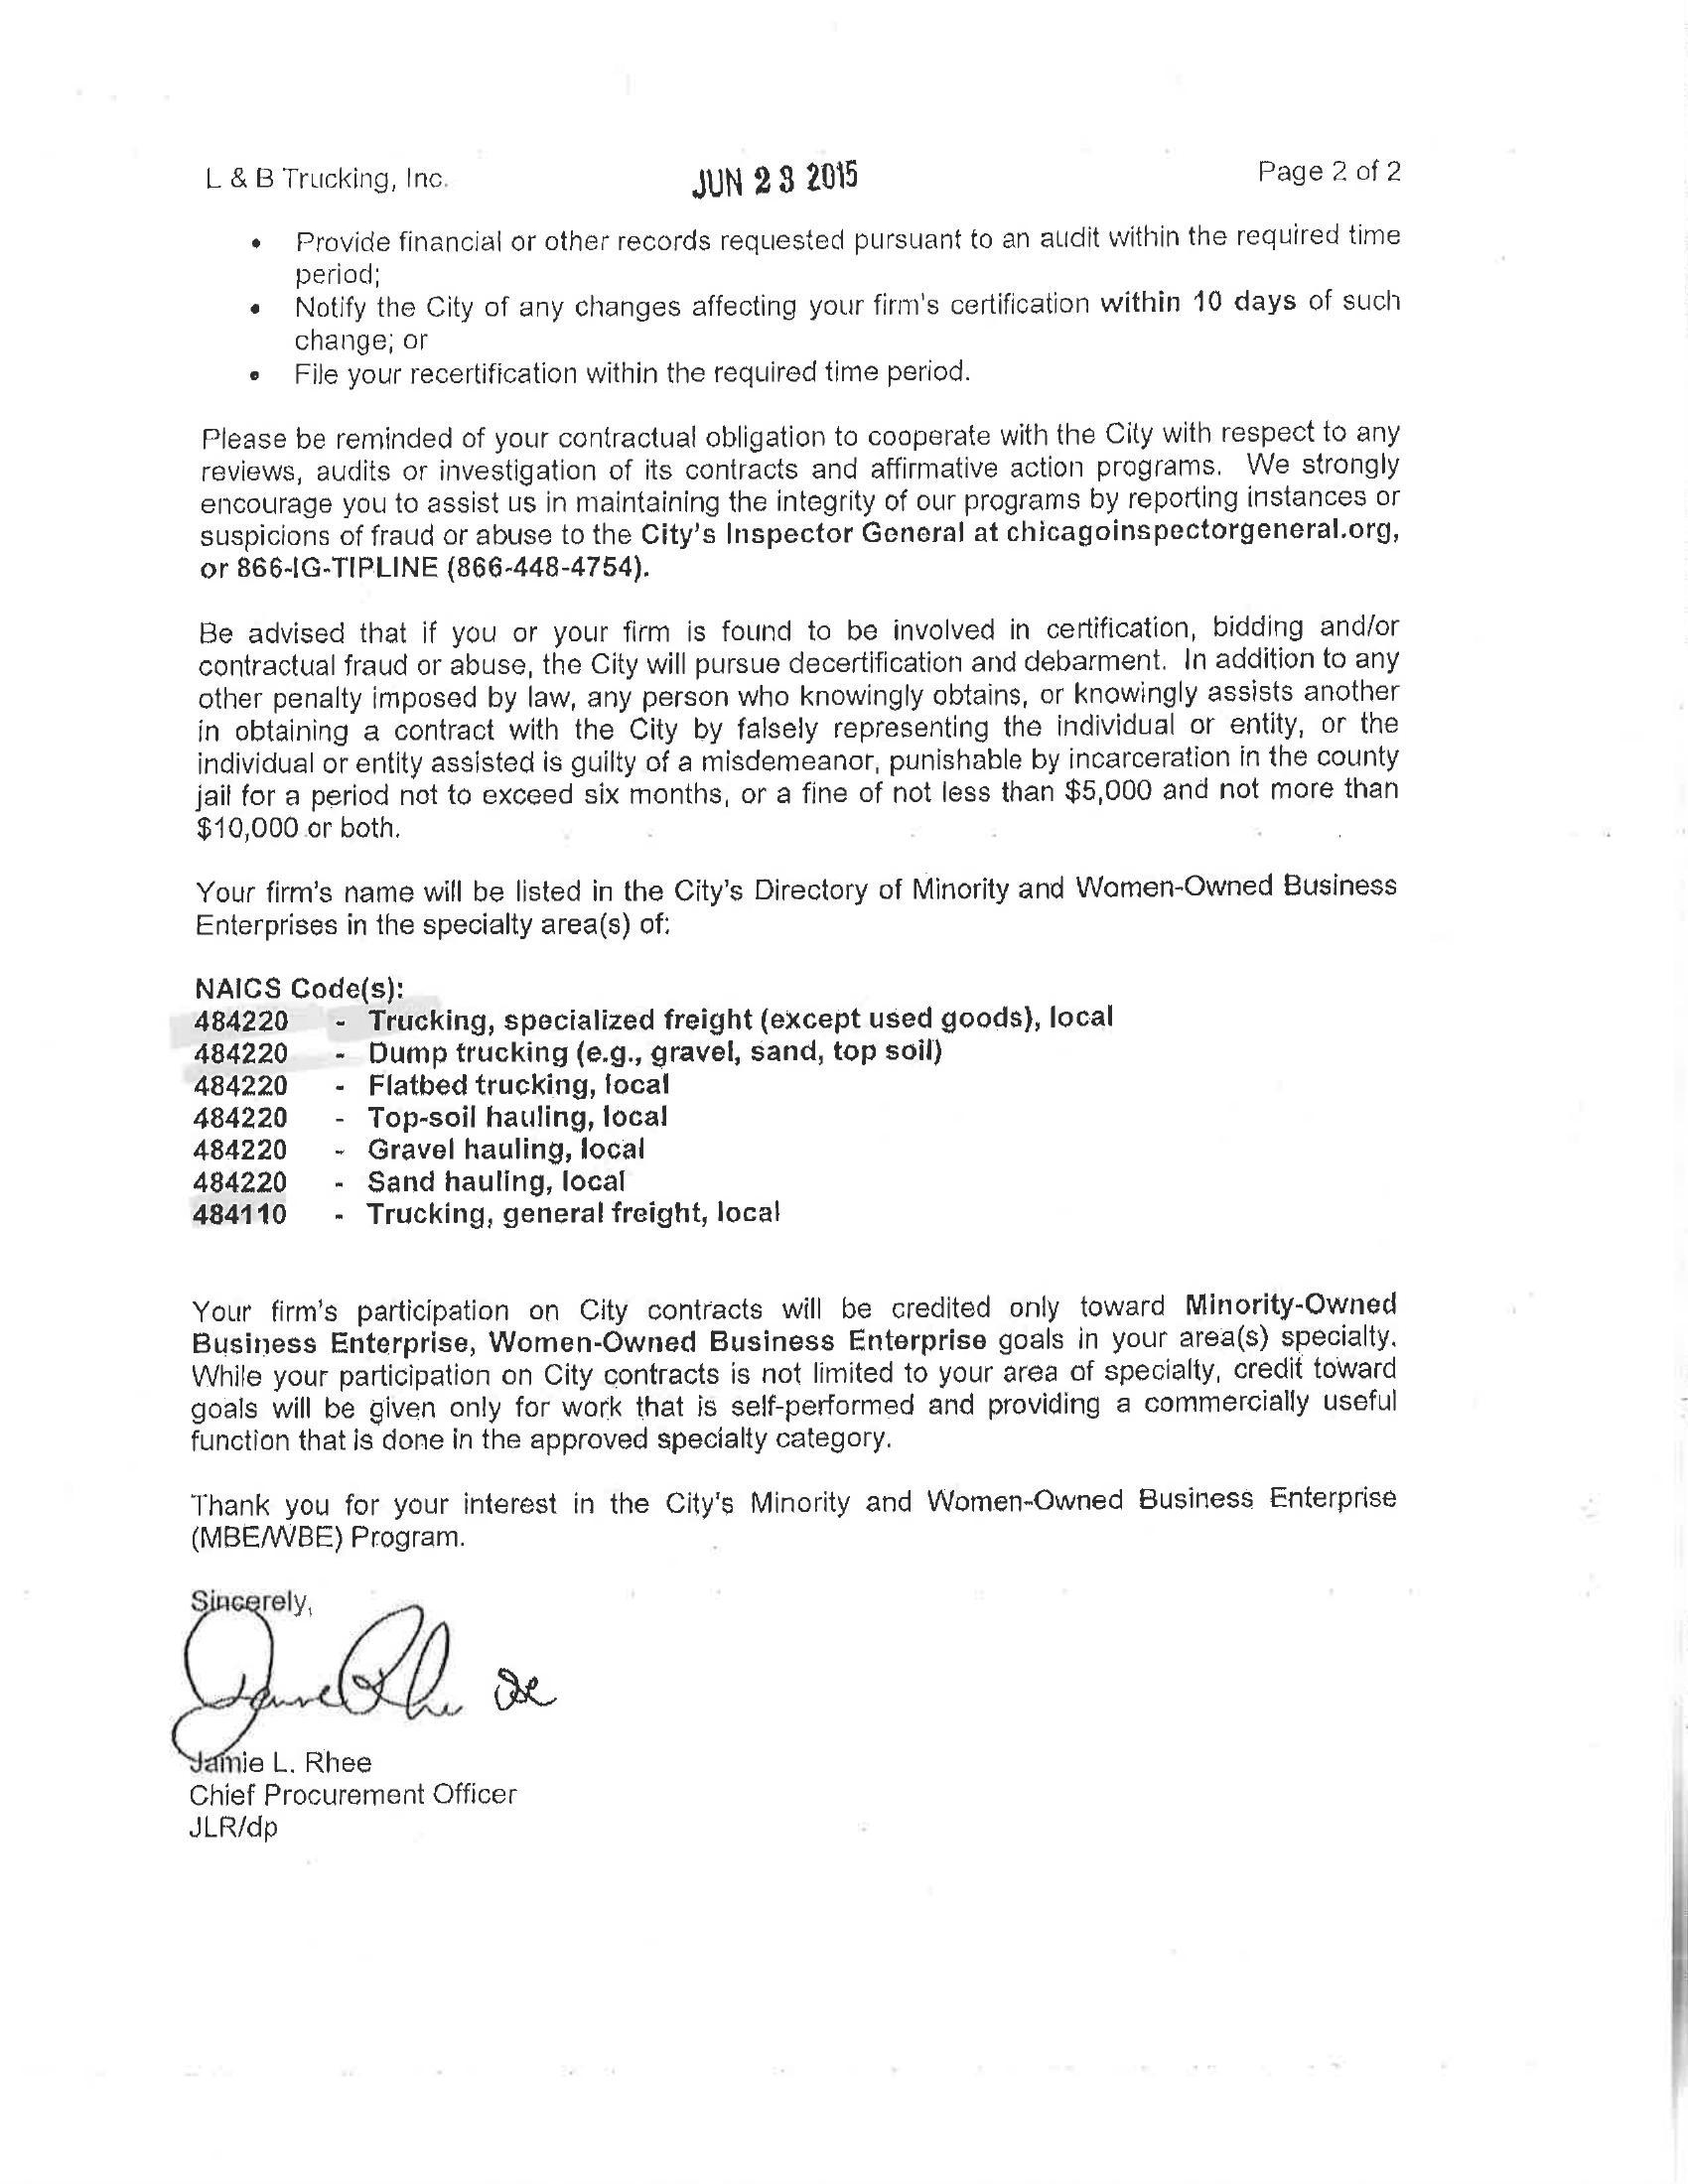 L & B Trucking, Inc. JUN 23 2015 Page 2 of 2
• Provide financial or other records requested pursuant to an audit within the required time
period;
• Notify the City of any changes affecting your firm's certification within 10 days of such
change; or
• File your recertification within the required time period.
Please be reminded of your contractual obligation to cooperate with the City with respect to any
reviews, audits or investigation of its contracts and affirmative action programs. We strongly
encourage you to assist us in maintaining the integrity of our programs by reporting instances or
suspicions of fraud or abuse to the City's Inspector General at chicagoinspectorgeneral.org,
or 866-IG-TIPLINE (866-448-4754).
Be advised that if you or your firm is found to be involved in certification, bidding and/or
contractual fraud or abuse, the City will pursue decertification and debarment. In addition to any
other penalty imposed by law, any person who knowingly obtains, or knowingly assists another
in obtaining a contract with the City by falsely representing the individual or entity, or the
individual or entity assisted is guilty of a misdemeanor, punishable by incarceration in the county
jail for a period not to exceed six months, or a fine of not less than $5,000 and not more than
$10,000 or both.
Your firm's name will be listed in the City's Directory of Minority and Women-Owned Business
Enterprises in the specialty area(s) of:
NAICS Code(s):
484220 - Trucking, specialized freight (except used goods), local
484220 - Dump trucking (e.g., gravel, sand, top soil)
484220 - Flatbed trucking, local
484220 - Top-soil hauling, local
484220 - Gravel hauling, local
484220 - Sand hauling, local
484110 - Trucking, general freight, local
Your firm's participation on City contracts will be credited only toward Minority-Owned
Business Enterprise, Women-Owned Business Enterprise goals in your area(s) specialty.
While your participation on City contracts is not limited to your area of specialty, credit toward
goals will be given only for work that is self-performed and providing a commercially useful
function that is done in the approved specialty category.
Thank you for your interest in the City's Minority and Women-Owned Business Enterprise
(MBE/WBE) Program.
Sincerely,
Jamie L. Rhee
Chief Procurement Officer
JLR/dp